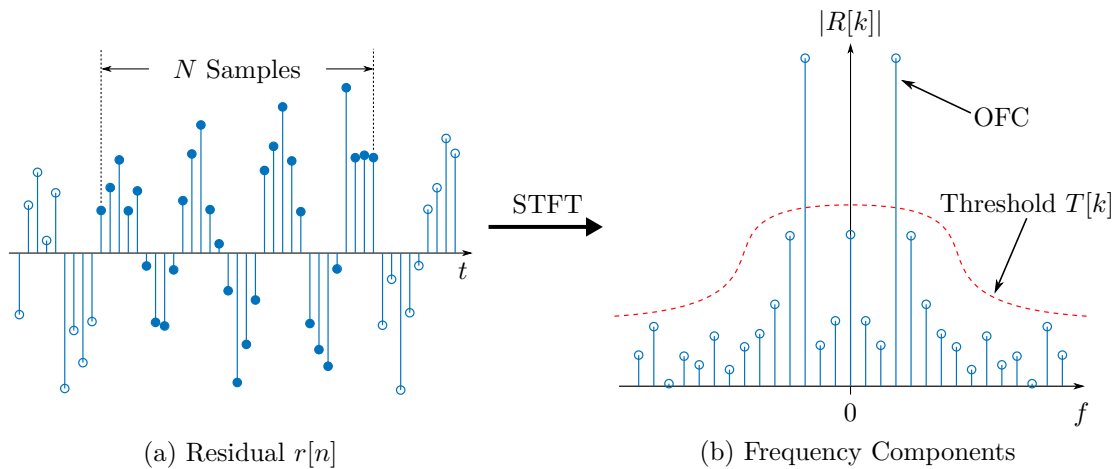 N Samples
t
(a) Residual r[n]
STFT
|R[k]|
OFC
Threshold T[k]
0
f
(b) Frequency Components